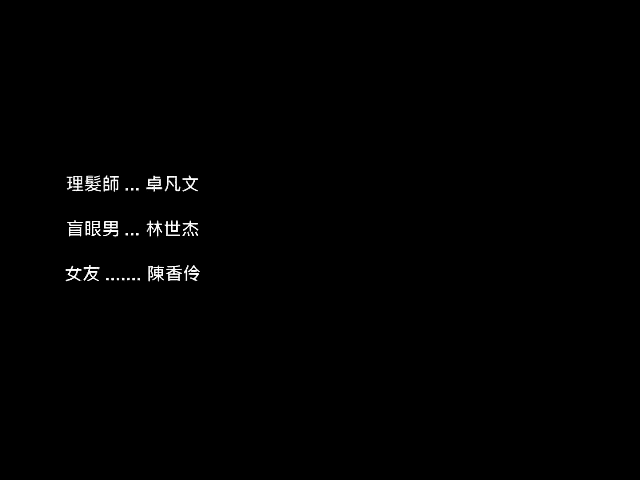 理髮師 ... 卓凡文
盲眼男 ... 林世杰
女友 ....... 陳香伶